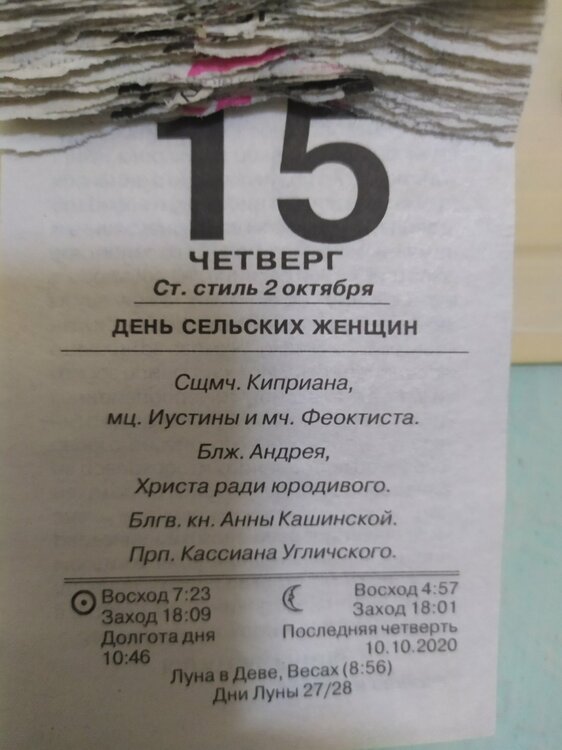 15
ЧЕТВЕРГ
Ст. стиль 2 октября
ДЕНЬ СЕЛЬСКИХ ЖЕНЩИН
Сщмч. Киприана,
мц. Иустины и мч. Феоктиста.
Блж. Андрея,
Христа ради юродивого.
Блгв. кн. Анны Кашинской.
Прп. Кассиана Угличского.
Восход 7:23
Заход 18:09
Долгота дня
10:46
Восход 4:57
Заход 18:01
Последняя четверть
10.10.2020
Луна в Деве, Весах (8:56)
Дни Луны 27/28